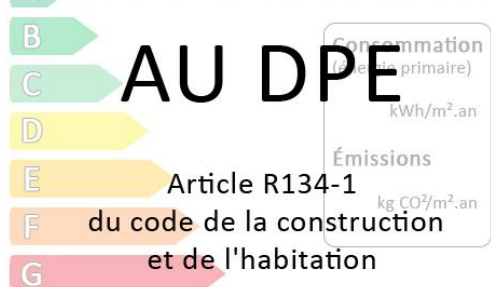 B
C
D
E
F
G
AU DPE
Consommation
(énergie primaire)
kWh/m².an
Émissions
kg CO²/m².an
Article R134-1
du code de la construction
et de l'habitation